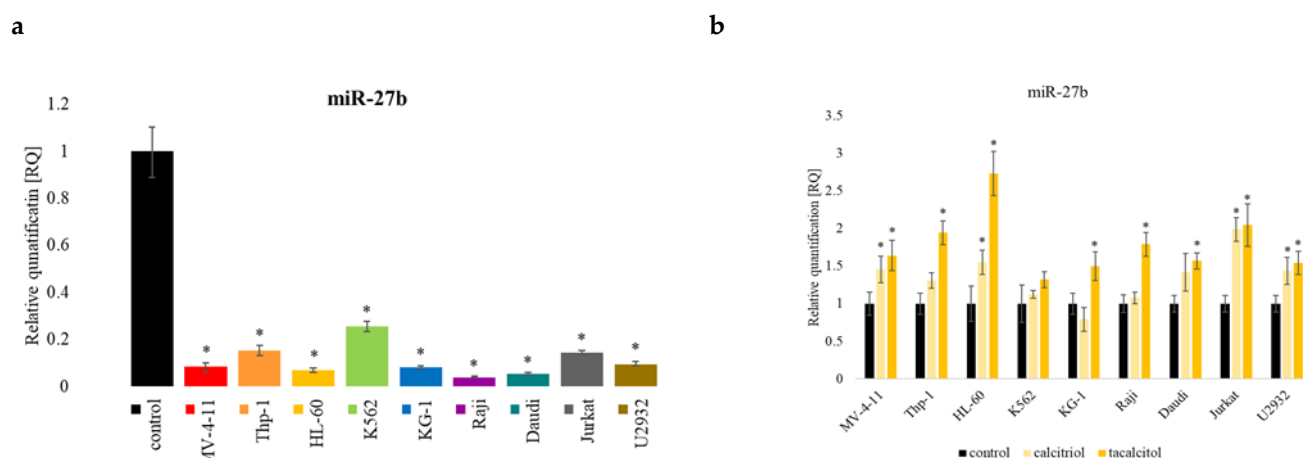 a
miR-27b
Relative qunatificatin [RQ]
1.2
1
0.8
0.6
0.4
0.2
0
* * * * * * * * *
control
MV-4-11
Thp-1
HL-60
K562
KG-1
Raji
Daudi
Jurkat
U2932
b
miR-27b
Relative quantification [RQ]
3.5
3
2.5
2
1.5
1
0.5
0
* * * * * * * * * * * *
MV-4-11
Thp-1
HL-60
K562
KG-1
Raji
Daudi
Jurkat
U2932
control calcitriol tacalcitol